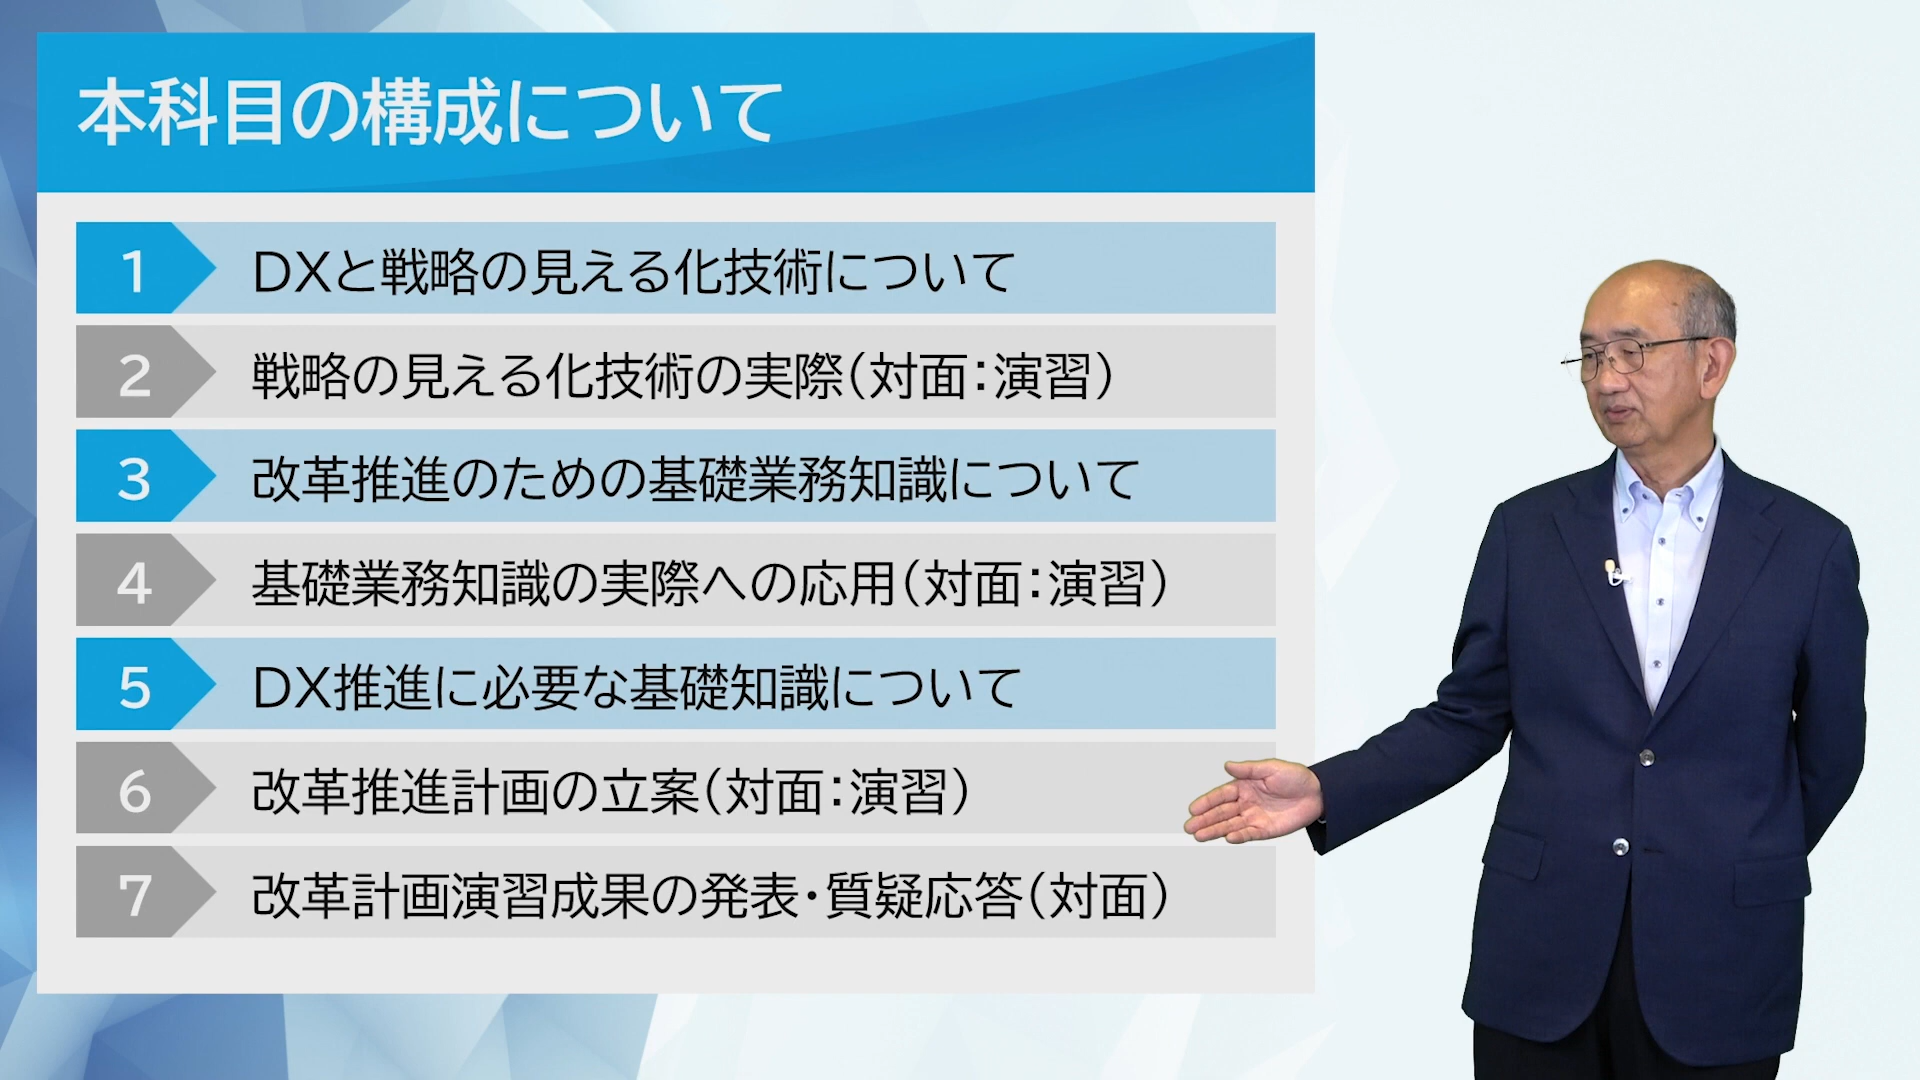 本科目の構成について
1 DXと戦略の見える化技術について
2 戦略の見える化技術の実際(対面:演習)
3 改革推進のための基礎業務知識について
4 基礎業務知識の実際への応用(対面:演習)
5 DX推進に必要な基礎知識について
6 改革推進計画の立案(対面:演習)
7 改革計画演習成果の発表・質疑応答(対面)